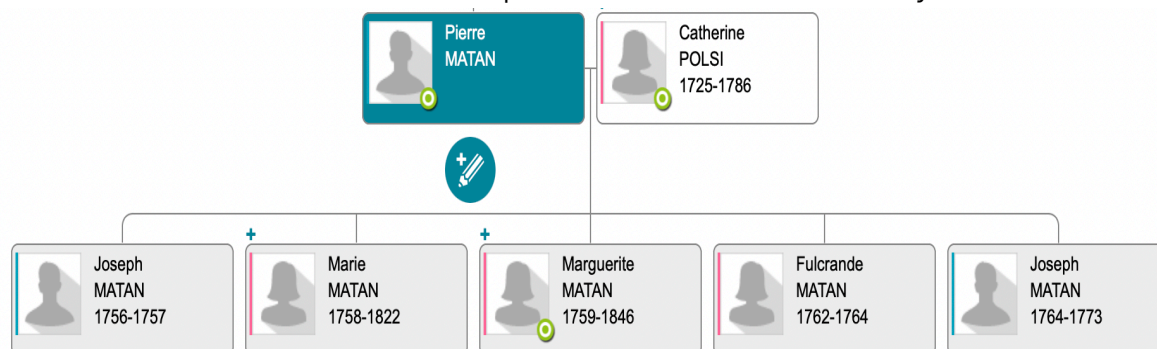 Pierre
MATAN
Catherine
POLSI
1725-1786
Joseph
MATAN
1756-1757
Marie
MATAN
1758-1822
Marguerite
MATAN
1759-1846
Fulcrande
MATAN
1762-1764
Joseph
MATAN
1764-1773